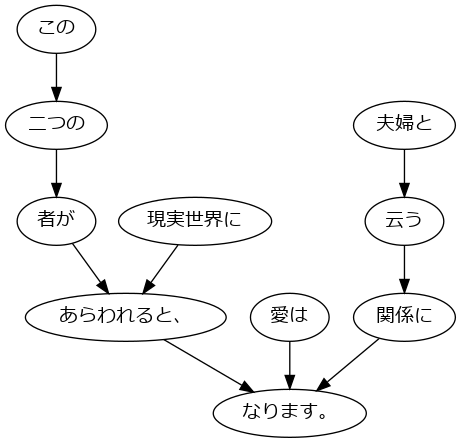 この
二つの
夫婦と
者が
現実世界に
云う
あらわれると、
愛は
関係に
なります。